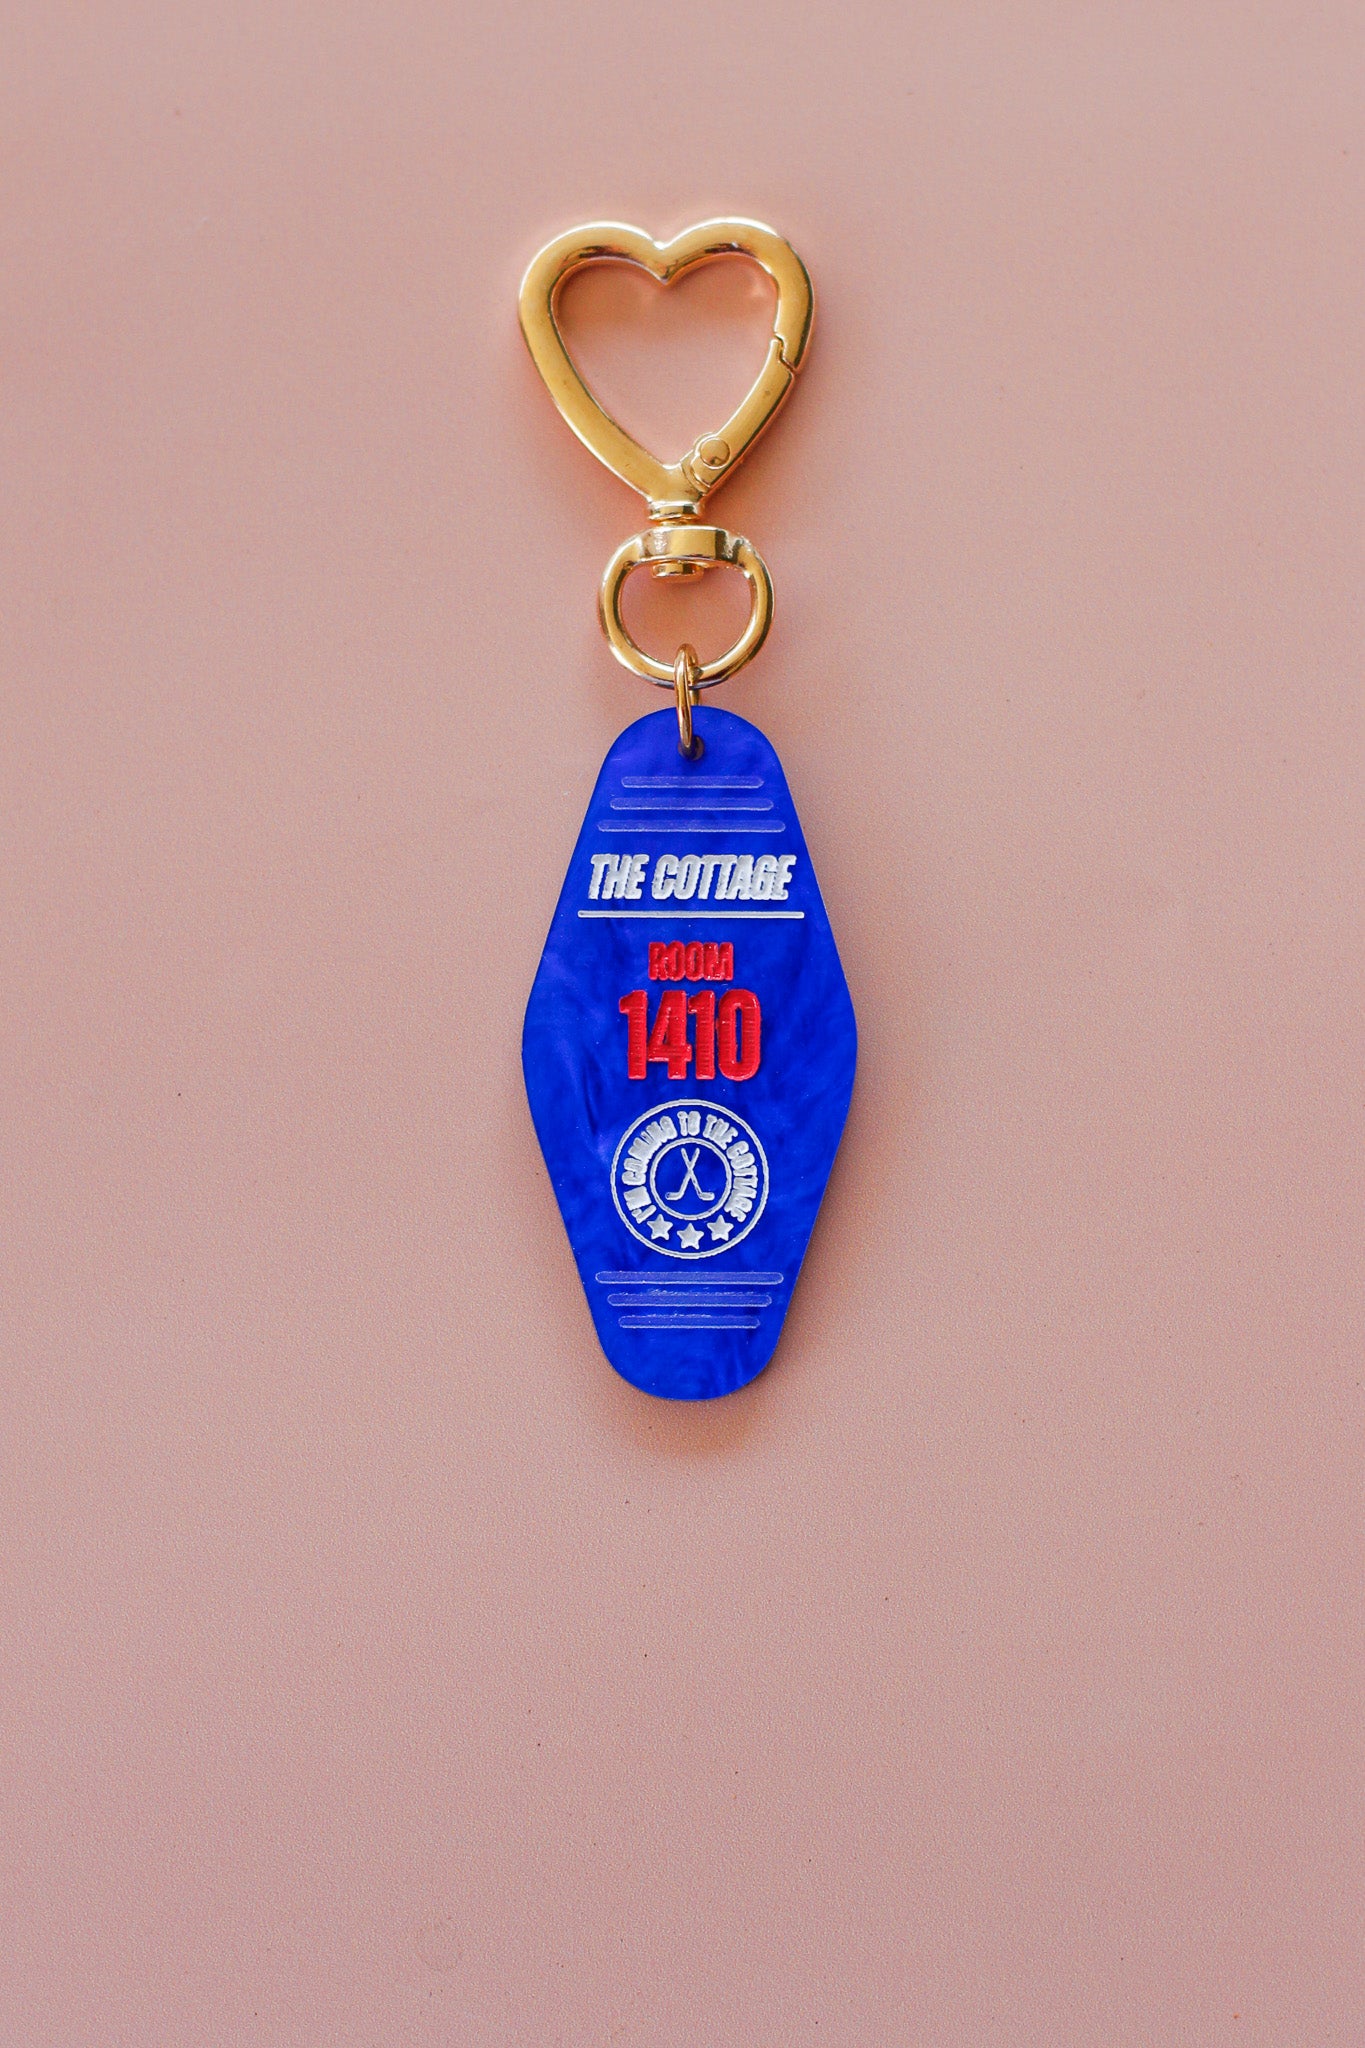 THE COTTAGE
ROOM
1410
I'M COMING TO THE COTTAGE